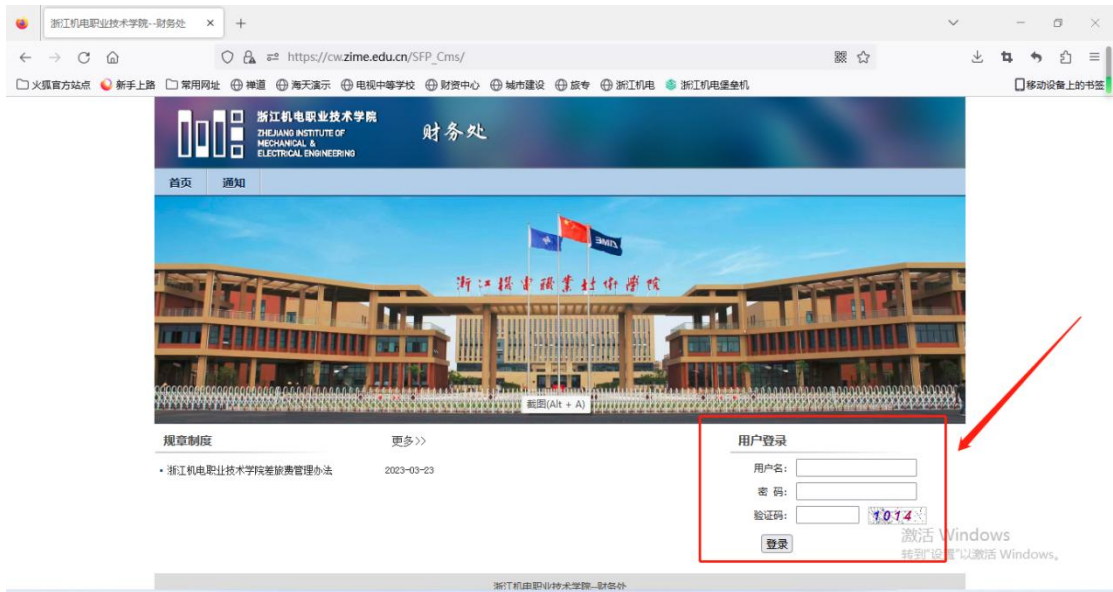 浙江机电职业技术学院--财务处
https://cw.zime.edu.cn/SFP_Cms/
火狐官方站点 新手上路 常用网址 禅道 海天演示 电视中等学校 财资中心 城市建设 旅专 浙江机电 浙江机电堡垒机 移动设备上的书签
浙江机电职业技术学院
ZHEJIANG INSTITUTE OF
MECHANICAL &
ELECTRICAL ENGINEERING
财务处
首页 通知
ZIME
浙江機電職業技術學院
截图(Alt + A)
规章制度 更多>>
浙江机电职业技术学院差旅费管理办法 2023-03-23
用户登录
用户名:
密 码:
验证码: 1014
登录
激活 Windows
转到"设置"以激活 Windows。
浙江机电职业技术学院--财务处